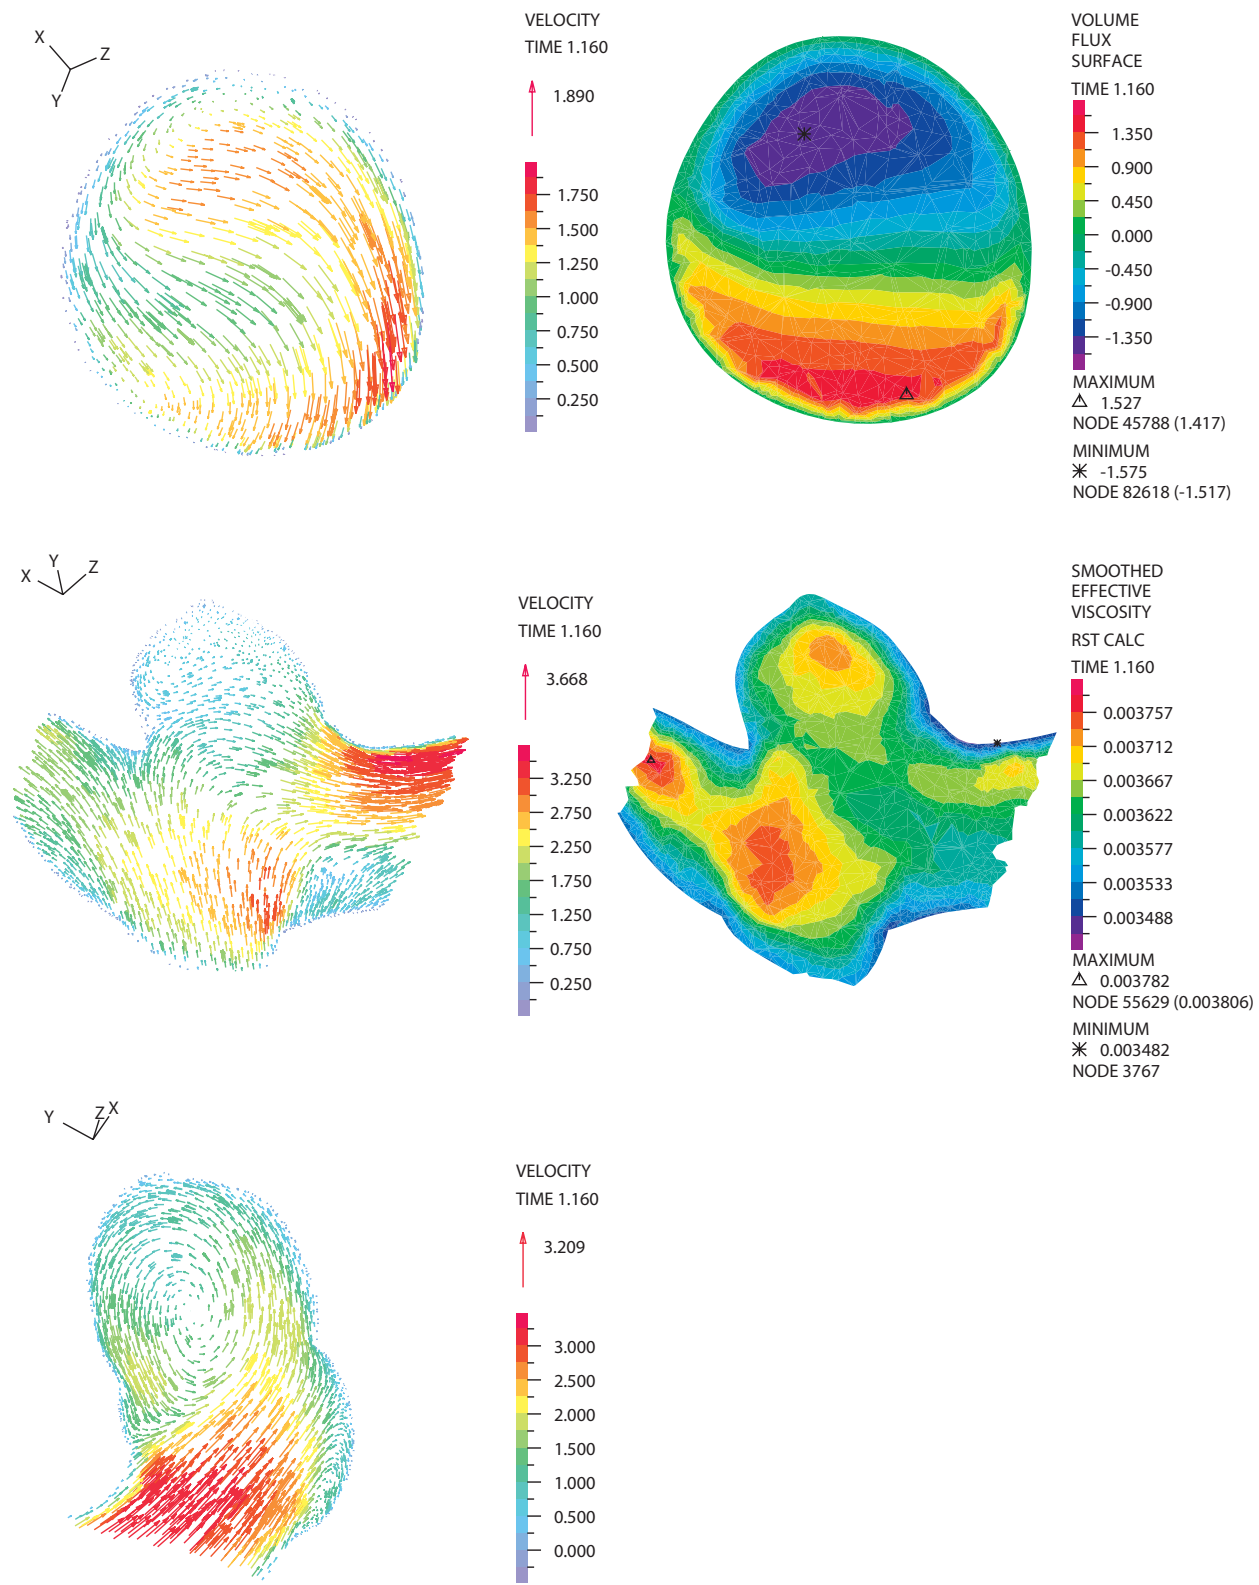 X
Z
Y
VELOCITY
TIME 1.160
1.890
1.750
1.500
1.250
1.000
0.750
0.500
0.250
VOLUME
FLUX
SURFACE
TIME 1.160
1.350
0.900
0.450
0.000
-0.450
-0.900
-1.350
MAXIMUM
1.527
NODE 45788 (1.417)
MINIMUM
-1.575
NODE 82618 (-1.517)
X
Y
Z
VELOCITY
TIME 1.160
3.668
3.250
2.750
2.250
1.750
1.250
0.750
0.250
SMOOTHED
EFFECTIVE
VISCOSITY
RST CALC
TIME 1.160
0.003757
0.003712
0.003667
0.003622
0.003577
0.003533
0.003488
MAXIMUM
0.003782
NODE 55629 (0.003806)
MINIMUM
0.003482
NODE 3767
Y
Z
X
VELOCITY
TIME 1.160
3.209
3.000
2.500
2.000
1.500
1.000
0.500
0.000